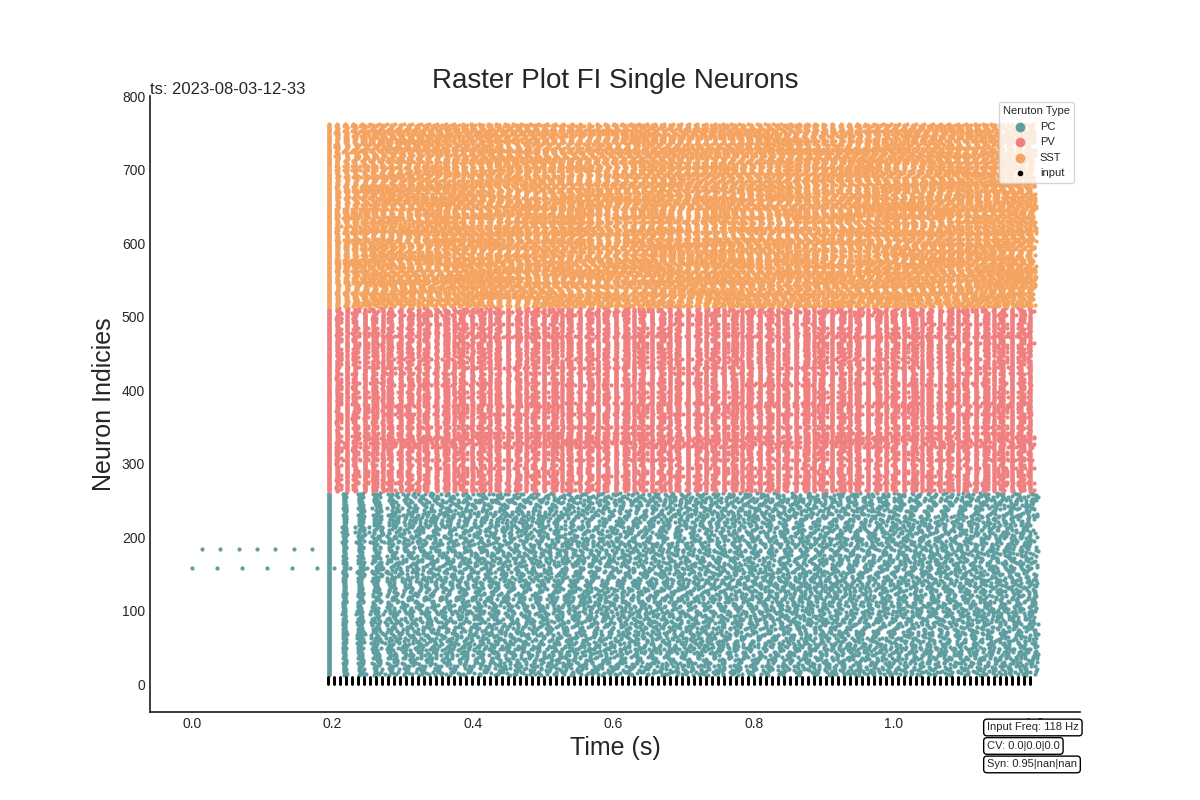 Raster Plot FI Single Neurons
ts: 2023-08-03-12-33
Neruton Type
PC
PV
SST
input
800
700
600
500
400
300
200
100
0
Neuron Indicies
0.0 0.2 0.4 0.6 0.8 1.0
Time (s)
Input Freq: 118 Hz
CV: 0.0|0.0|0.0
Syn: 0.95|nan|nan